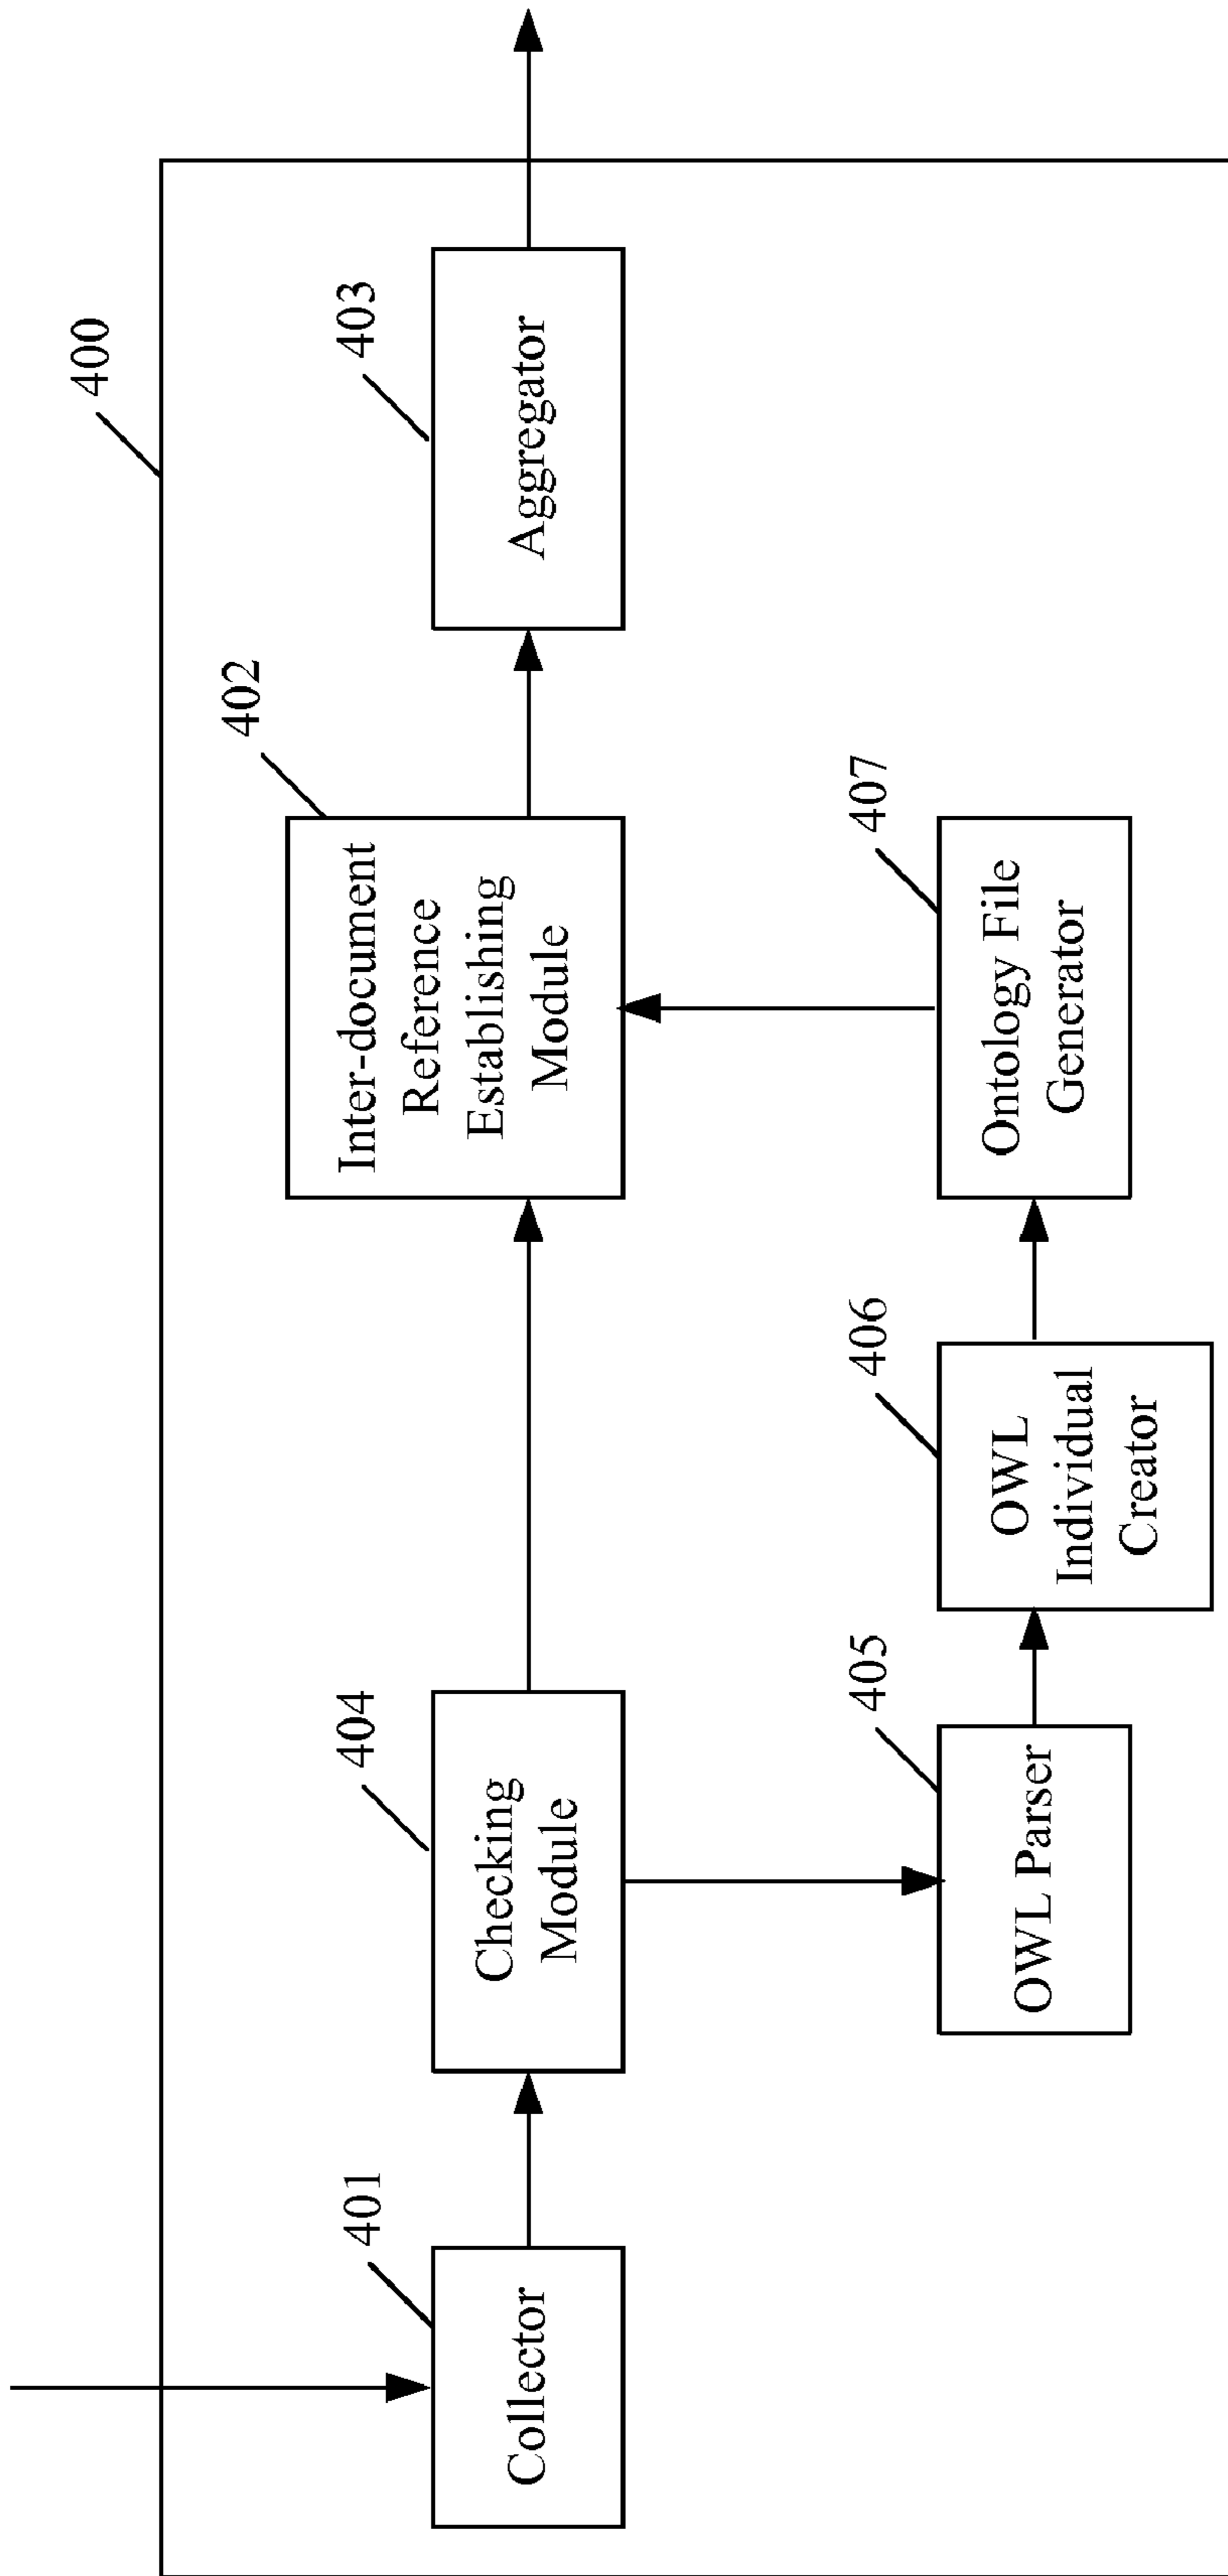 400
401
Collector
404
Checking
Module
402
Inter-document
Reference
Establishing
Module
403
Aggregator
405
OWL Parser
406
OWL
Individual
Creator
407
Ontology File
Generator